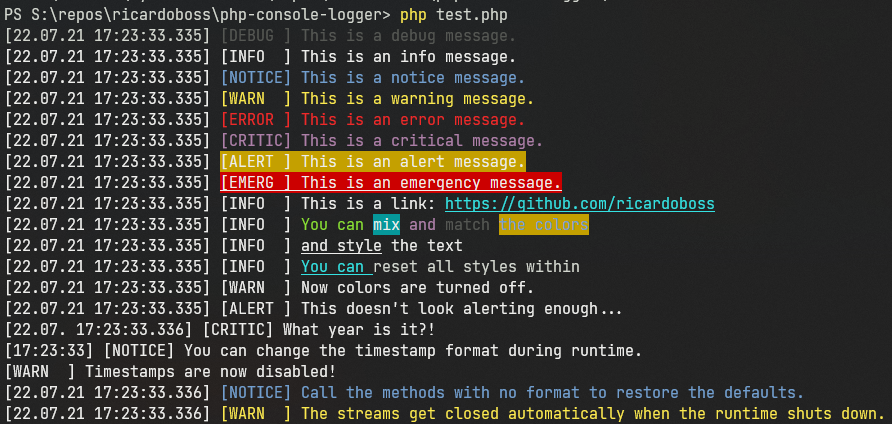 PS S:\repos\ricardoboss\php-console-logger> php test.php
[22.07.21 17:23:33.335] [DEBUG ] This is a debug message.
[22.07.21 17:23:33.335] [INFO  ] This is an info message.
[22.07.21 17:23:33.335] [NOTICE] This is a notice message.
[22.07.21 17:23:33.335] [WARN  ] This is a warning message.
[22.07.21 17:23:33.335] [ERROR ] This is an error message.
[22.07.21 17:23:33.335] [CRITIC] This is a critical message.
[22.07.21 17:23:33.335] [ALERT ] This is an alert message.
[22.07.21 17:23:33.335] [EMERG ] This is an emergency message.
[22.07.21 17:23:33.335] [INFO  ] This is a link: https://github.com/ricardoboss
[22.07.21 17:23:33.335] [INFO  ] You can mix and match the colors
[22.07.21 17:23:33.335] [INFO  ] and style the text
[22.07.21 17:23:33.335] [INFO  ] You can reset all styles within
[22.07.21 17:23:33.335] [WARN  ] Now colors are turned off.
[22.07.21 17:23:33.335] [ALERT ] This doesn't look alerting enough...
[22.07. 17:23:33.336] [CRITIC] What year is it?!
[17:23:33] [NOTICE] You can change the timestamp format during runtime.
[WARN  ] Timestamps are now disabled!
[22.07.21 17:23:33.336] [NOTICE] Call the methods with no format to restore the defaults.
[22.07.21 17:23:33.336] [WARN  ] The streams get closed automatically when the runtime shuts down.